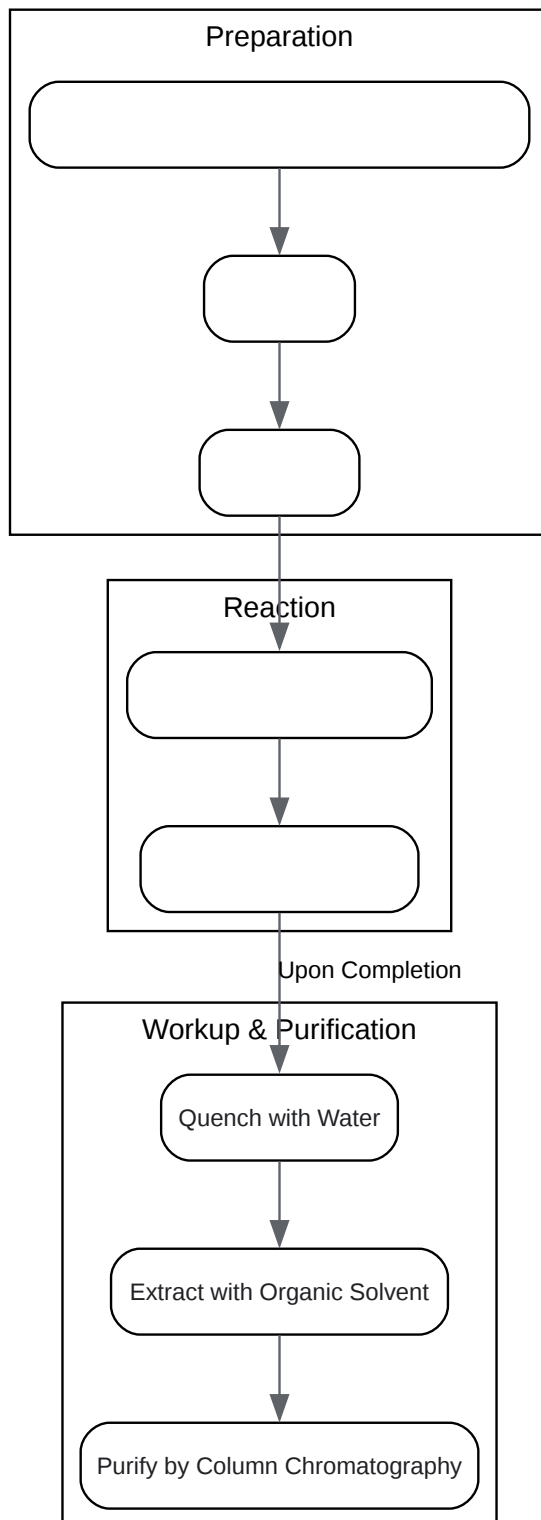 Preparation
Reaction
Upon Completion
Workup & Purification
Quench with Water
Extract with Organic Solvent
Purify by Column Chromatography